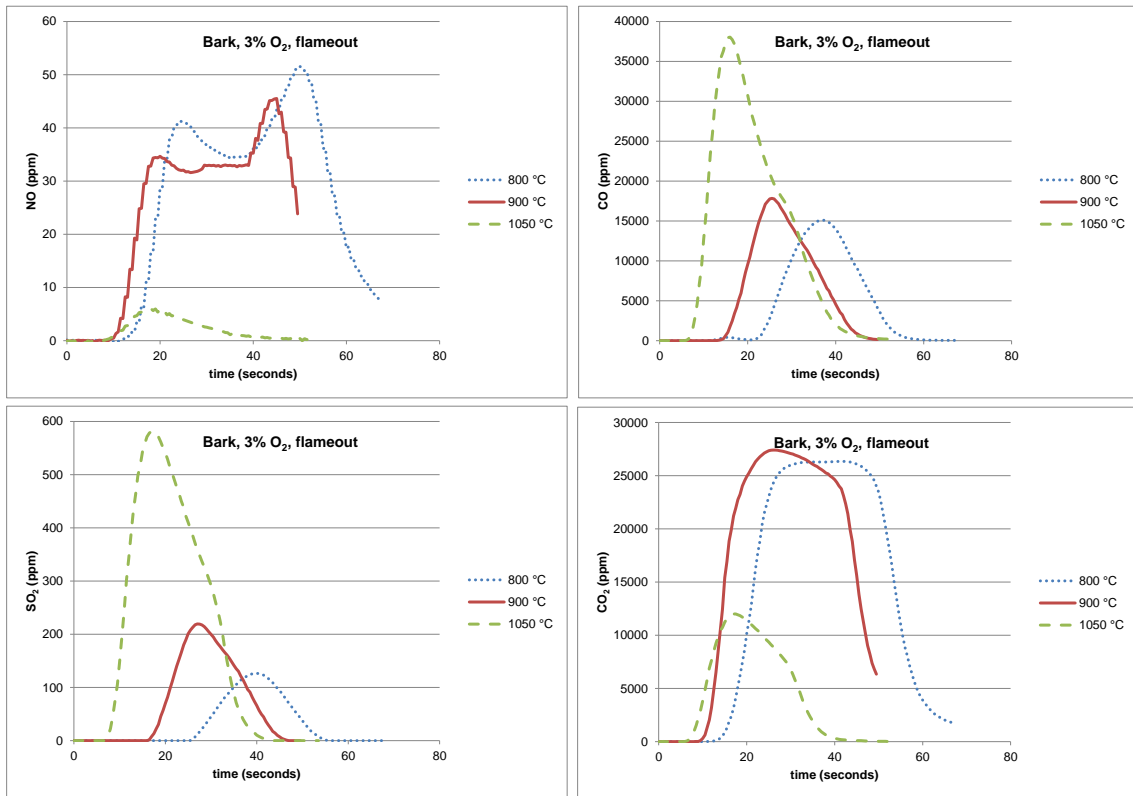 Bark, 3% O₂, flameout
NO (ppm)
60
50
40
30
20
10
0
0 20 40 60 80
time (seconds)
800 °C
900 °C
1050 °C
Bark, 3% O₂, flameout
CO (ppm)
40000
35000
30000
25000
20000
15000
10000
5000
0
0 20 40 60 80
time (seconds)
800 °C
900 °C
1050 °C
Bark, 3% O₂, flameout
SO₂ (ppm)
600
500
400
300
200
100
0
0 20 40 60 80
time (seconds)
800 °C
900 °C
1050 °C
Bark, 3% O₂, flameout
CO₂ (ppm)
30000
25000
20000
15000
10000
5000
0
0 20 40 60 80
time (seconds)
800 °C
900 °C
1050 °C